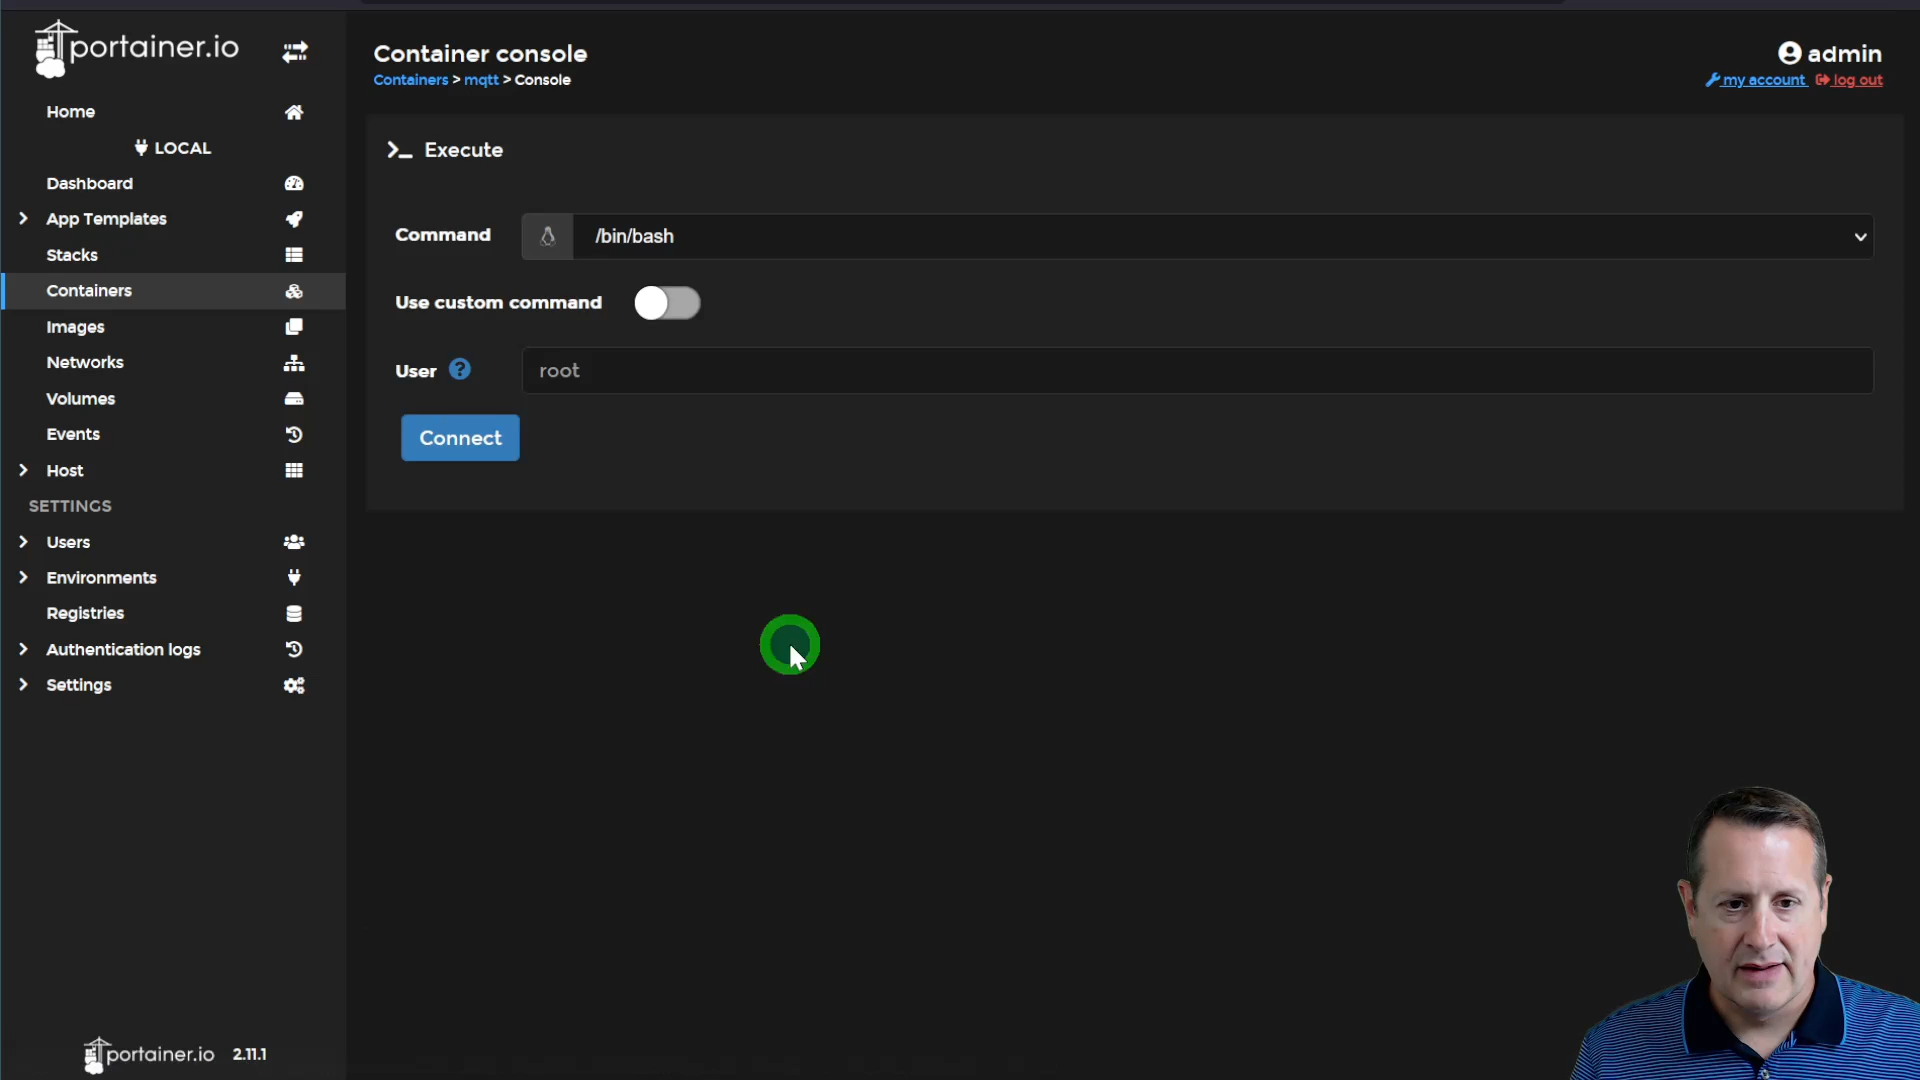 portainer.io
Home
LOCAL
Dashboard
App Templates
Stacks
Containers
Images
Networks
Volumes
Events
Host
SETTINGS
Users
Environments
Registries
Authentication logs
Settings
portainer.io 2.11.1
Container console
Containers > mqtt > Console
admin
my account log out
>_ Execute
Command /bin/bash
Use custom command
User ? root
Connect